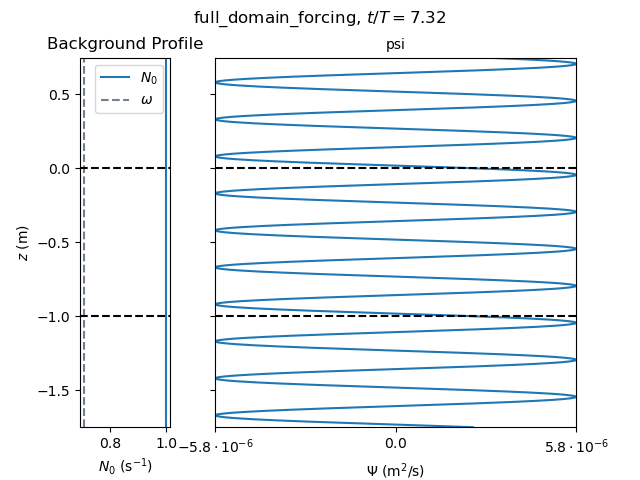 full_domain_forcing, t/T = 7.32
Background Profile
psi
N₀
ω
0.5
0.0
−0.5
−1.0
−1.5
z (m)
0.8
1.0
−5.8 · 10⁻⁶
0.0
5.8 · 10⁻⁶
N₀ (s⁻¹)
Ψ (m²/s)